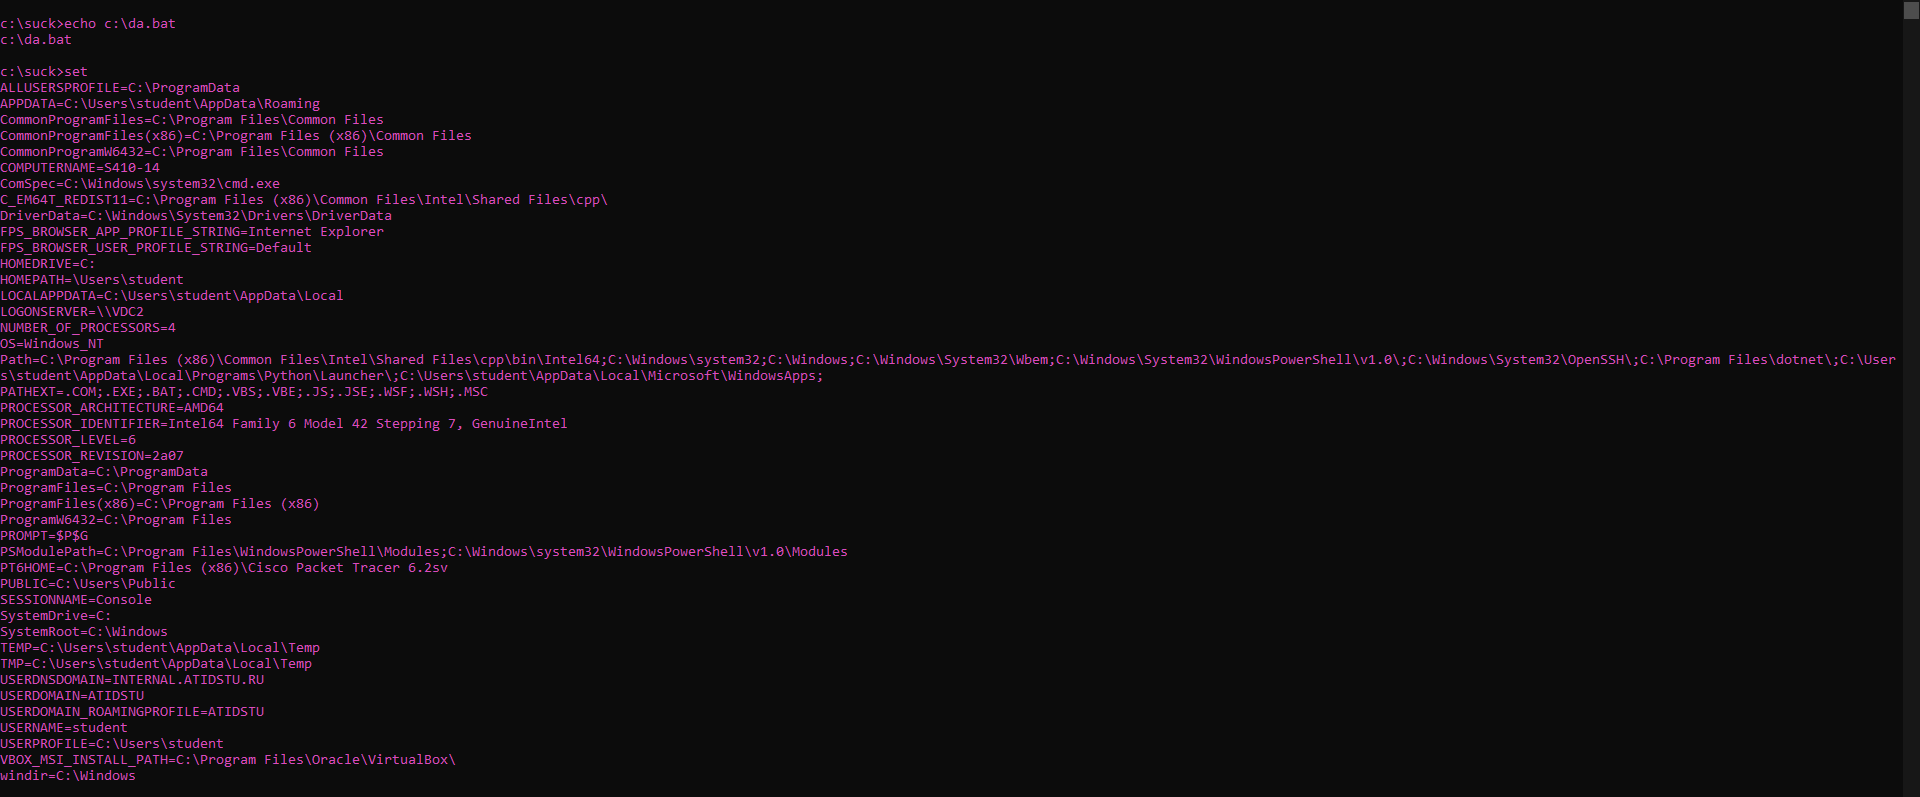 c:\suck>echo c:\da.bat
c:\da.bat
c:\suck>set
ALLUSERSPROFILE=C:\ProgramData
APPDATA=C:\Users\student\AppData\Roaming
CommonProgramFiles=C:\Program Files\Common Files
CommonProgramFiles(x86)=C:\Program Files (x86)\Common Files
CommonProgramW6432=C:\Program Files\Common Files
COMPUTERNAME=S410-14
ComSpec=C:\Windows\system32\cmd.exe
C_EM64T_REDIST11=C:\Program Files (x86)\Common Files\Intel\Shared Files\cpp\
DriverData=C:\Windows\System32\Drivers\DriverData
FPS_BROWSER_APP_PROFILE_STRING=Internet Explorer
FPS_BROWSER_USER_PROFILE_STRING=Default
HOMEDRIVE=C:
HOMEPATH=\Users\student
LOCALAPPDATA=C:\Users\student\AppData\Local
LOGONSERVER=\\VDC2
NUMBER_OF_PROCESSORS=4
OS=Windows_NT
Path=C:\Program Files (x86)\Common Files\Intel\Shared Files\cpp\bin\Intel64;C:\Windows\system32;C:\Windows;C:\Windows\System32\Wbem;C:\Windows\System32\WindowsPowerShell\v1.0\;C:\Windows\System32\OpenSSH\;C:\Program Files\dotnet\;C:\User
s\student\AppData\Local\Programs\Python\Launcher\;C:\Users\student\AppData\Local\Microsoft\WindowsApps;
PATHEXT=.COM;.EXE;.BAT;.CMD;.VBS;.VBE;.JS;.JSE;.WSF;.WSH;.MSC
PROCESSOR_ARCHITECTURE=AMD64
PROCESSOR_IDENTIFIER=Intel64 Family 6 Model 42 Stepping 7, GenuineIntel
PROCESSOR_LEVEL=6
PROCESSOR_REVISION=2a07
ProgramData=C:\ProgramData
ProgramFiles=C:\Program Files
ProgramFiles(x86)=C:\Program Files (x86)
ProgramW6432=C:\Program Files
PROMPT=$P$G
PSModulePath=C:\Program Files\WindowsPowerShell\Modules;C:\Windows\system32\WindowsPowerShell\v1.0\Modules
PT6HOME=C:\Program Files (x86)\Cisco Packet Tracer 6.2sv
PUBLIC=C:\Users\Public
SESSIONNAME=Console
SystemDrive=C:
SystemRoot=C:\Windows
TEMP=C:\Users\student\AppData\Local\Temp
TMP=C:\Users\student\AppData\Local\Temp
USERDNSDOMAIN=INTERNAL.ATIDSTU.RU
USERDOMAIN=ATIDSTU
USERDOMAIN_ROAMINGPROFILE=ATIDSTU
USERNAME=student
USERPROFILE=C:\Users\student
VBOX_MSI_INSTALL_PATH=C:\Program Files\Oracle\VirtualBox\
windir=C:\Windows